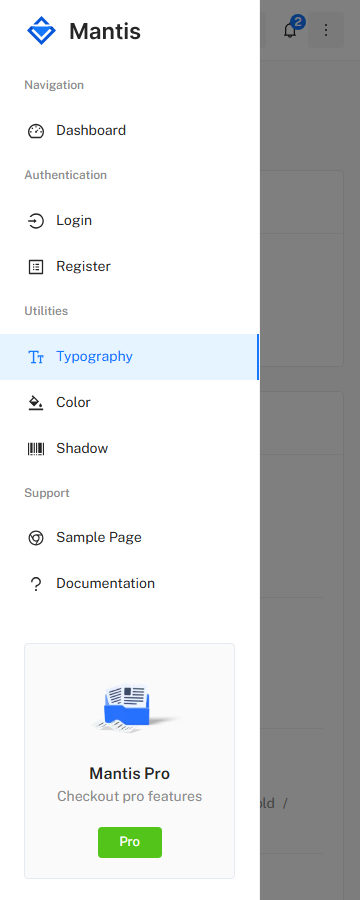 Mantis
2
Navigation
Dashboard
Authentication
Login
Register
Utilities
Typography
Color
Shadow
Support
Sample Page
Documentation
/
Mantis Pro
Checkout pro features
Pro